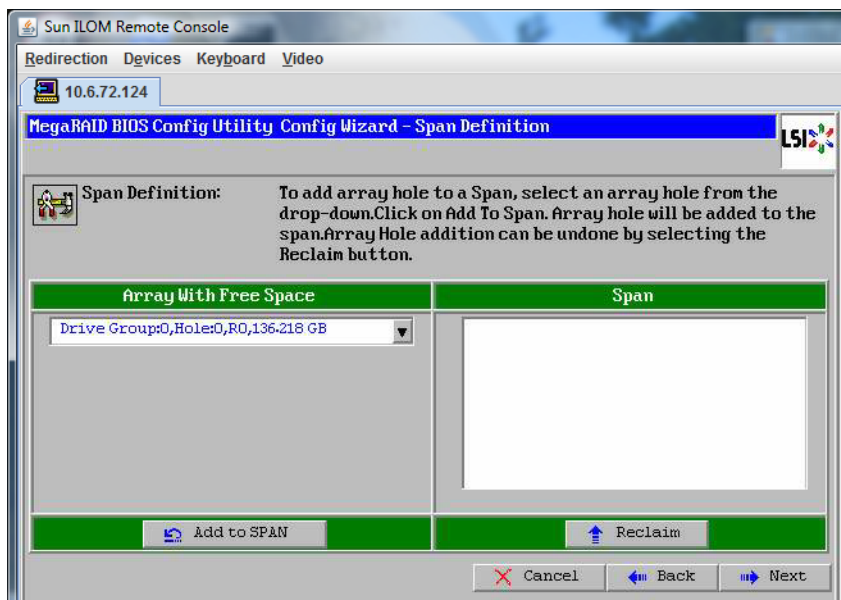 Sun ILOM Remote Console
Redirection Devices Keyboard Video
10.6.72.124
MegaRAID BIOS Config Utility Config Wizard - Span Definition
LSI
Span Definition:
To add array hole to a Span, select an array hole from the
drop-down.Click on Add To Span. Array hole will be added to the
span.Array Hole addition can be undone by selecting the
Reclaim button.
Array With Free Space
Span
Drive Group:0,Hole:0,R0,136.218 GB
Add to SPAN
Reclaim
Cancel
Back
Next